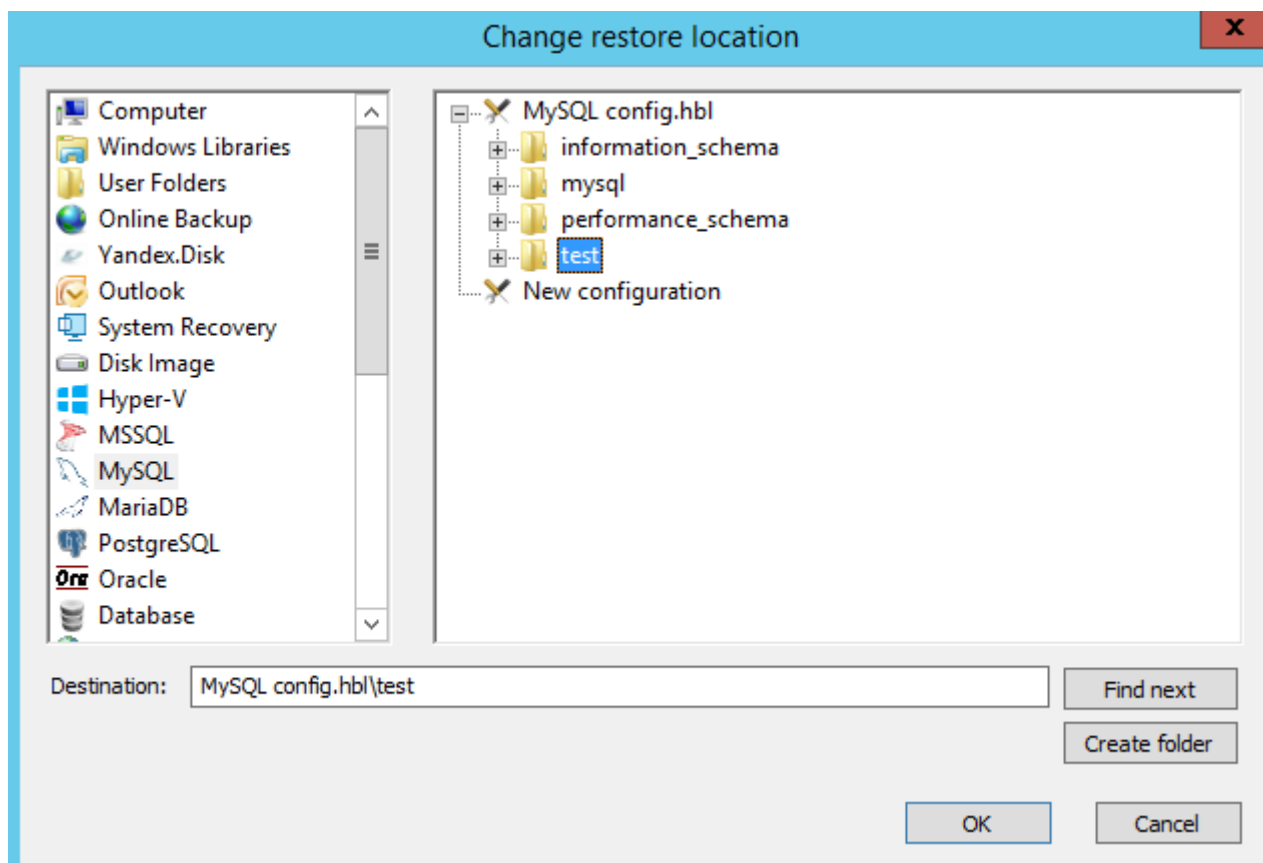 Change restore location
x
Computer
Windows Libraries
User Folders
Online Backup
Yandex.Disk
Outlook
System Recovery
Disk Image
Hyper-V
MSSQL
MySQL
MariaDB
PostgreSQL
Ora Oracle
Database
MySQL config.hbl
information_schema
mysql
performance_schema
test
New configuration
Destination: MySQL config.hbl\test
Find next
Create folder
OK
Cancel